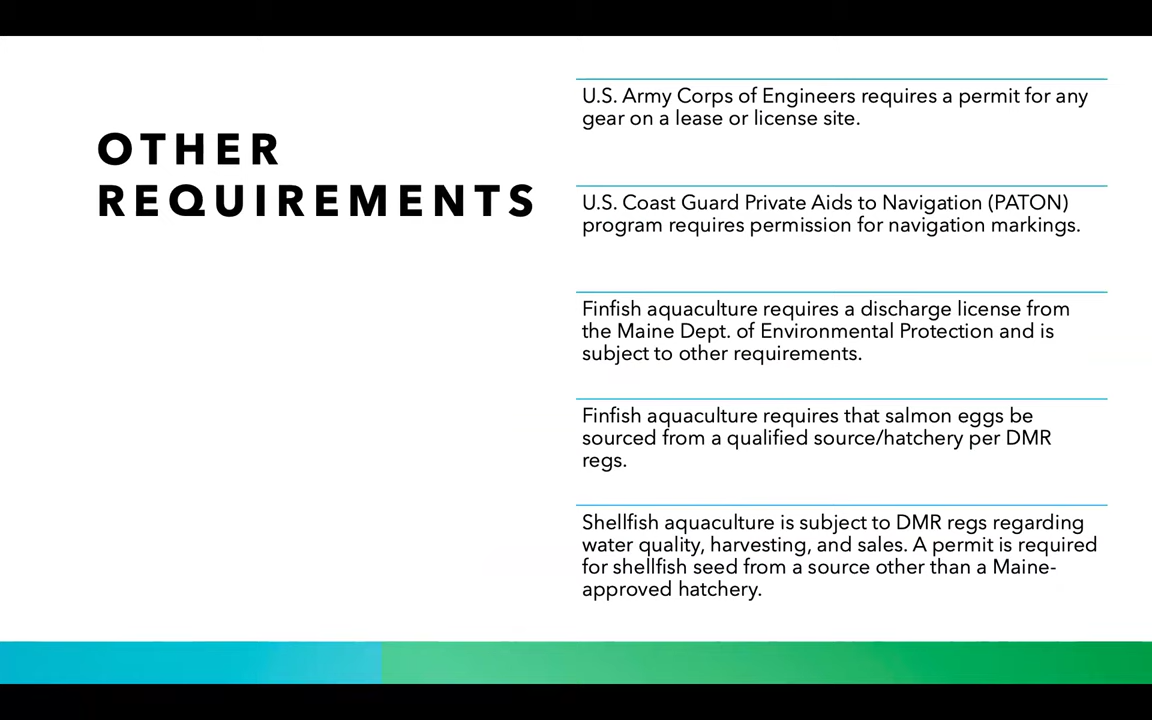 OTHER
REQUIREMENTS
U.S. Army Corps of Engineers requires a permit for any
gear on a lease or license site.
U.S. Coast Guard Private Aids to Navigation (PATON)
program requires permission for navigation markings.
Finfish aquaculture requires a discharge license from
the Maine Dept. of Environmental Protection and is
subject to other requirements.
Finfish aquaculture requires that salmon eggs be
sourced from a qualified source/hatchery per DMR
regs.
Shellfish aquaculture is subject to DMR regs regarding
water quality, harvesting, and sales. A permit is required
for shellfish seed from a source other than a Maine-
approved hatchery.